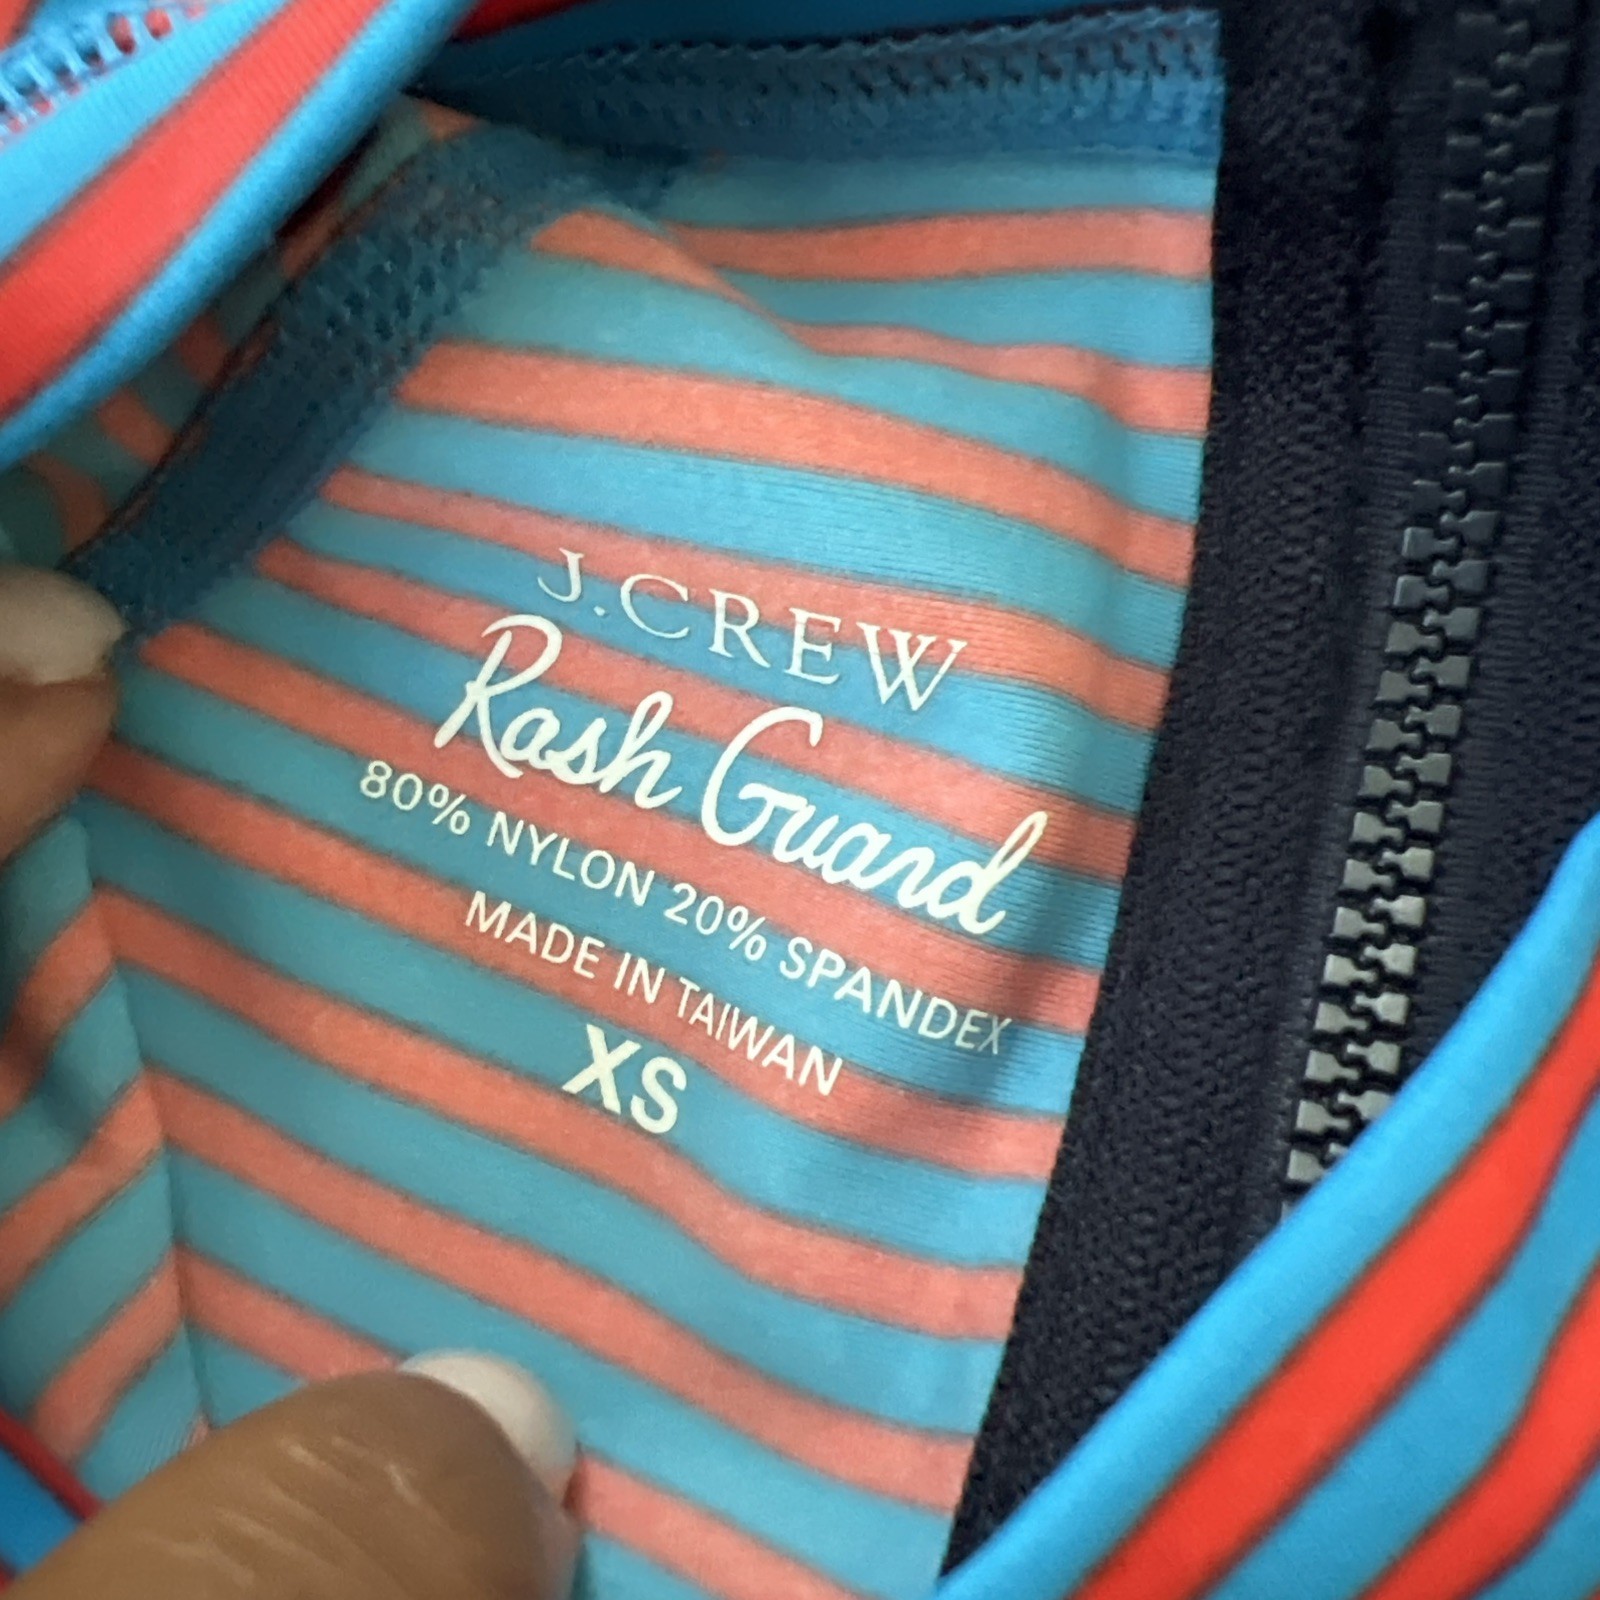 J.CREW
Rash Guard
80% NYLON 20% SPANDEX
MADE IN TAIWAN
XS